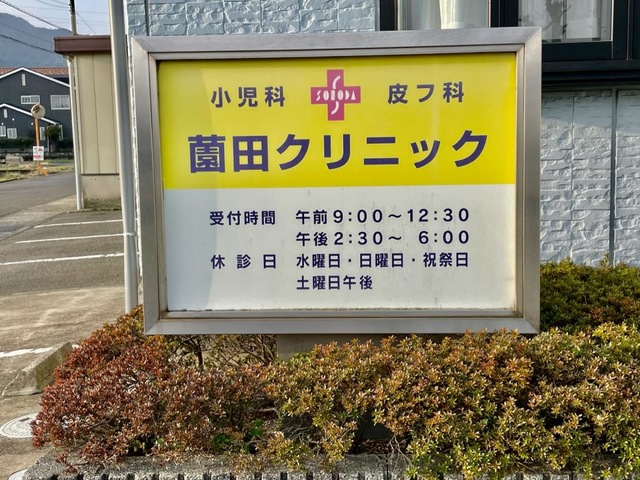 小児科 SONODA 皮フ科
薗田クリニック
受付時間 午前9:00～12:30
午後2:30～ 6:00
休診日 水曜日・日曜日・祝祭日
土曜日午後